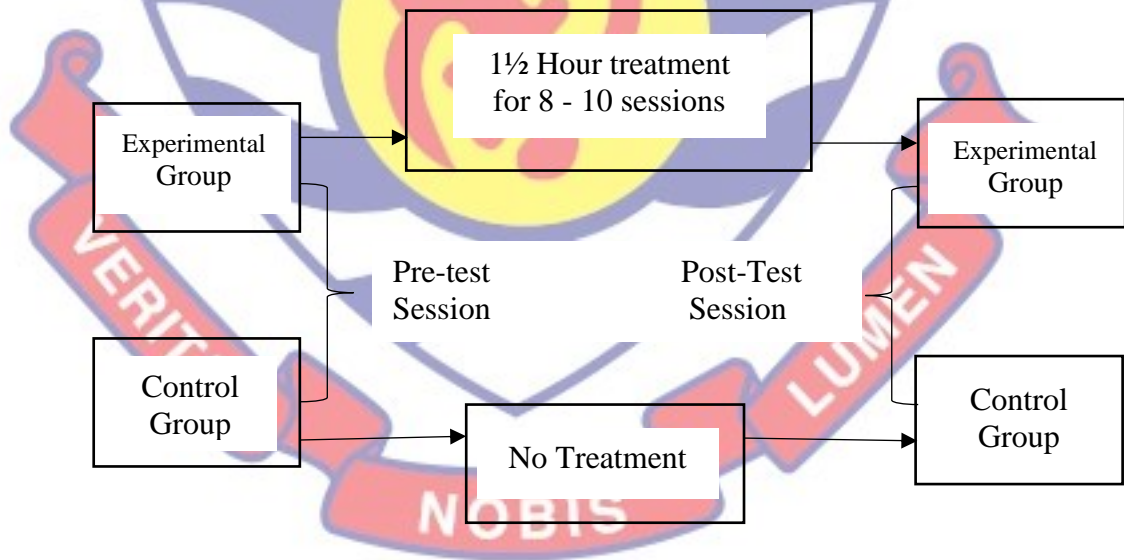 1½ Hour treatment
for 8 - 10 sessions
Experimental
Group
Experimental
Group
Pre-test
Session
Post-Test
Session
Control
Group
No Treatment
Control
Group
LUMEN
NOBIS